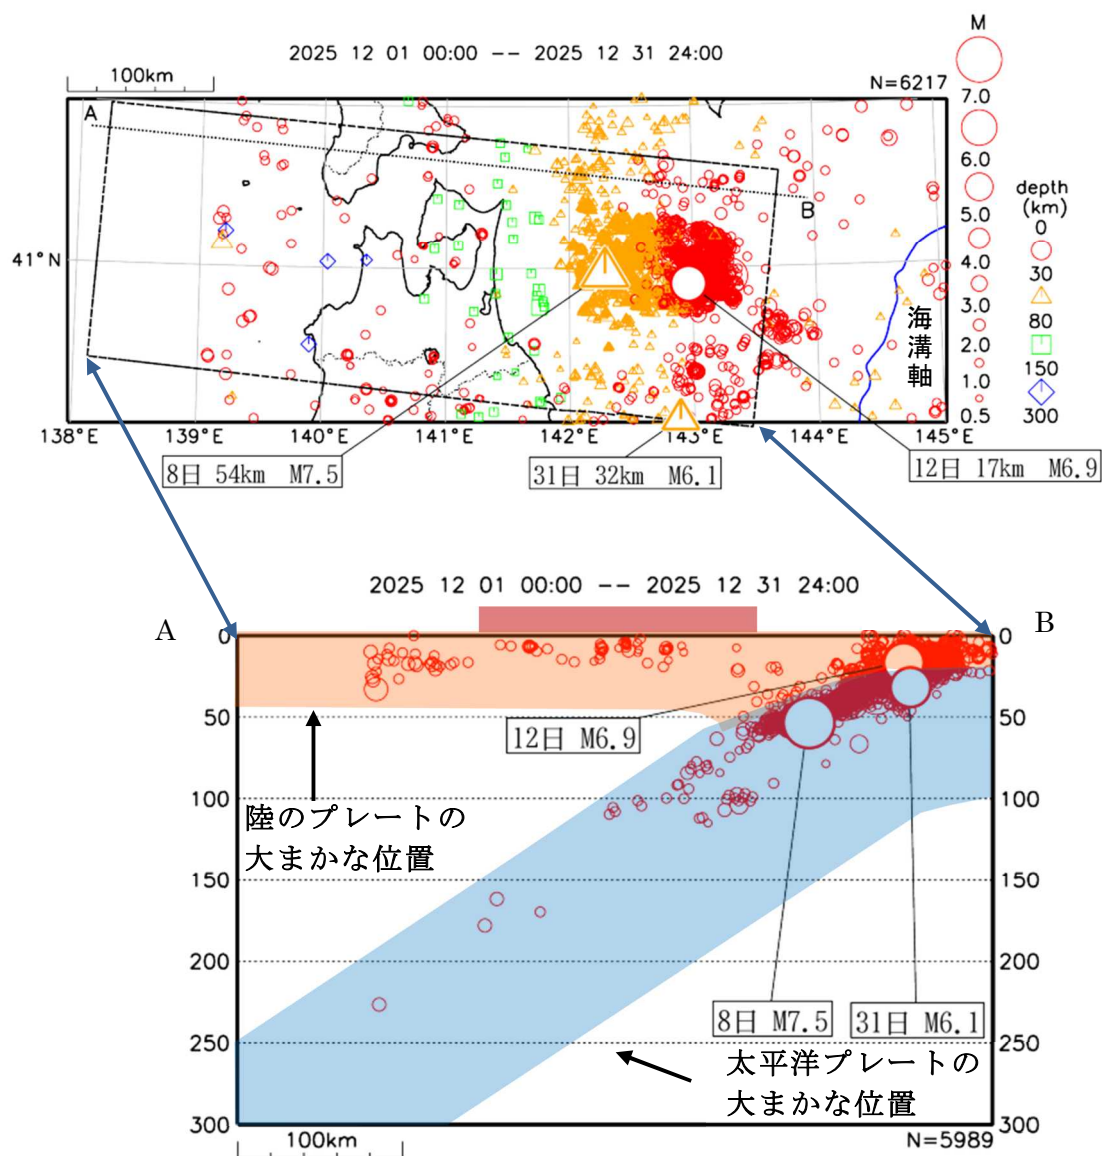 M
2025 12 01 00:00 -- 2025 12 31 24:00
100km
N=6217
7.0
6.0
5.0
4.0
3.0
2.0
1.0
0.5
depth
(km)
0
30
80
150
300
A
B
41°N
海溝軸
138°E
139°E
140°E
141°E
142°E
143°E
144°E
145°E
8日 54km M7.5
31日 32km M6.1
12日 17km M6.9
2025 12 01 00:00 -- 2025 12 31 24:00
A
B
0
0
50
50
12日 M6.9
100
100
陸のプレートの
大まかな位置
150
150
200
200
8日 M7.5
31日 M6.1
250
250
太平洋プレートの
大まかな位置
300
300
100km
N=5989